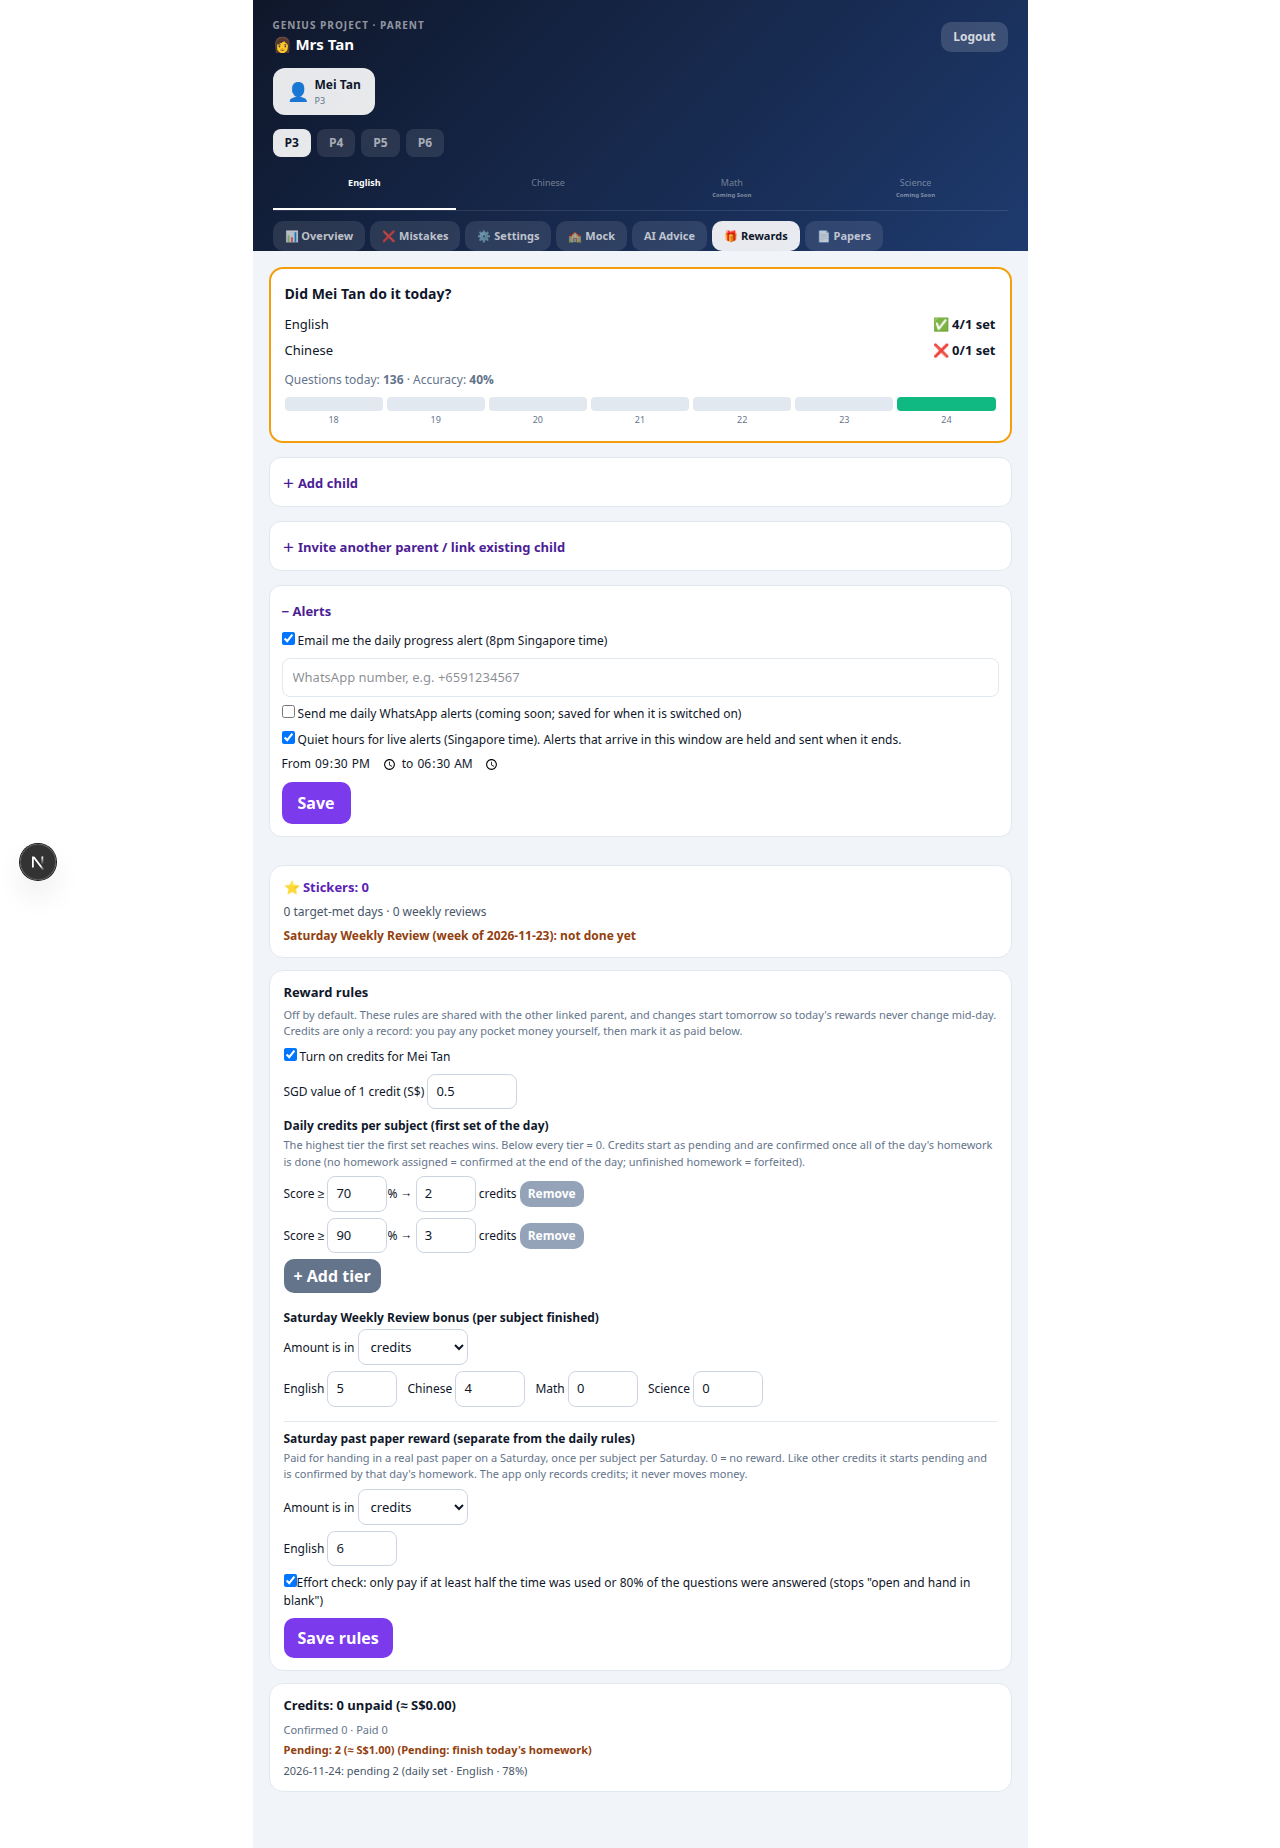 GENIUS PROJECT · PARENT
👩 Mrs Tan
Logout
👤 Mei Tan
P3
P3 P4 P5 P6
English Chinese Math Science
Coming Soon Coming Soon
📊 Overview ❌ Mistakes ⚙️ Settings 🏫 Mock AI Advice 🎁 Rewards 📄 Papers
Did Mei Tan do it today?
English ✅ 4/1 set
Chinese ❌ 0/1 set
Questions today: 136 · Accuracy: 40%
18 19 20 21 22 23 24
+ Add child
+ Invite another parent / link existing child
− Alerts
Email me the daily progress alert (8pm Singapore time)
WhatsApp number, e.g. +6591234567
Send me daily WhatsApp alerts (coming soon; saved for when it is switched on)
Quiet hours for live alerts (Singapore time). Alerts that arrive in this window are held and sent when it ends.
From 09:30 PM to 06:30 AM
Save
N
⭐ Stickers: 0
0 target-met days · 0 weekly reviews
Saturday Weekly Review (week of 2026-11-23): not done yet
Reward rules
Off by default. These rules are shared with the other linked parent, and changes start tomorrow so today's rewards never change mid-day.
Credits are only a record: you pay any pocket money yourself, then mark it as paid below.
Turn on credits for Mei Tan
SGD value of 1 credit (S$) 0.5
Daily credits per subject (first set of the day)
The highest tier the first set reaches wins. Below every tier = 0. Credits start as pending and are confirmed once all of the day's homework
is done (no homework assigned = confirmed at the end of the day; unfinished homework = forfeited).
Score ≥ 70 % → 2 credits Remove
Score ≥ 90 % → 3 credits Remove
+ Add tier
Saturday Weekly Review bonus (per subject finished)
Amount is in credits
English 5 Chinese 4 Math 0 Science 0
Saturday past paper reward (separate from the daily rules)
Paid for handing in a real past paper on a Saturday, once per subject per Saturday. 0 = no reward. Like other credits it starts pending and
is confirmed by that day's homework. The app only records credits; it never moves money.
Amount is in credits
English 6
Effort check: only pay if at least half the time was used or 80% of the questions were answered (stops "open and hand in
blank")
Save rules
Credits: 0 unpaid (≈ S$0.00)
Confirmed 0 · Paid 0
Pending: 2 (≈ S$1.00) (Pending: finish today's homework)
2026-11-24: pending 2 (daily set · English · 78%)